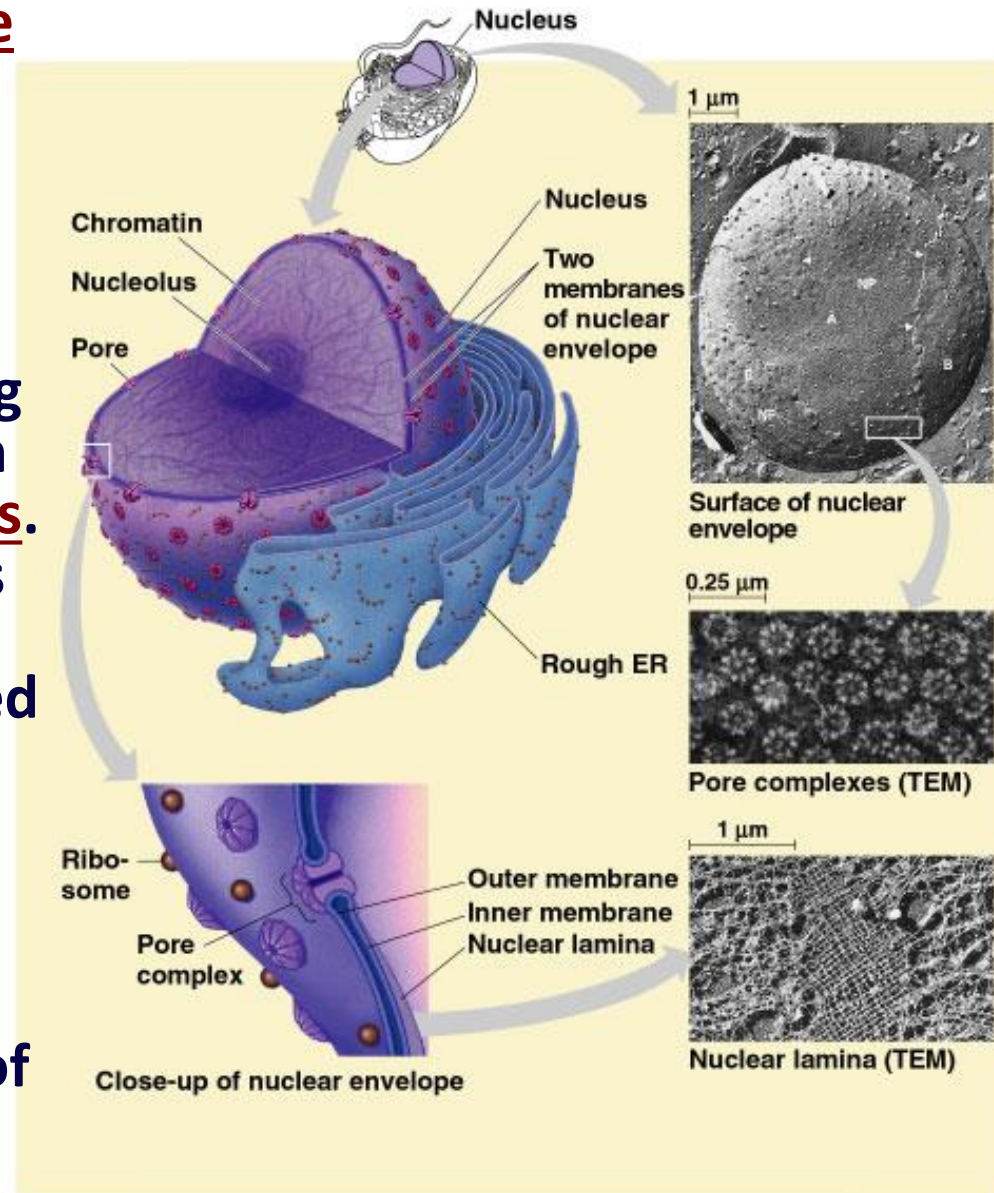 e
Nucleus
1 μm
Chromatin
Nucleolus
Pore
Nucleus
Two
membranes
of nuclear
envelope
g
n
s.
s
ed
of
NP
A
B
NP
Surface of nuclear
envelope
0.25 μm
Rough ER
Pore complexes (TEM)
1 μm
Ribo-
some
Pore
complex
Outer membrane
Inner membrane
Nuclear lamina
Nuclear lamina (TEM)
Close-up of nuclear envelope